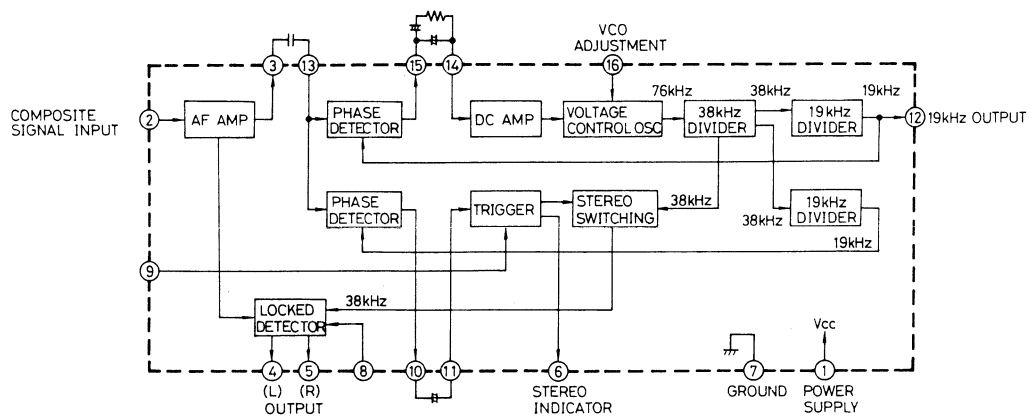 VCO
ADJUSTMENT
3
13
15
14
16
COMPOSITE
SIGNAL INPUT
2
AF AMP
PHASE
DETECTOR
DC AMP
VOLTAGE
CONTROL OSC
76kHz
38kHz
DIVIDER
38kHz
19kHz
DIVIDER
19kHz
12
19kHz OUTPUT
PHASE
DETECTOR
TRIGGER
STEREO
SWITCHING
38kHz
38kHz
19kHz
DIVIDER
19kHz
9
LOCKED
DETECTOR
38kHz
Vcc
4
5
8
10
11
6
7
1
(L)
(R)
OUTPUT
STEREO
INDICATOR
GROUND
POWER
SUPPLY